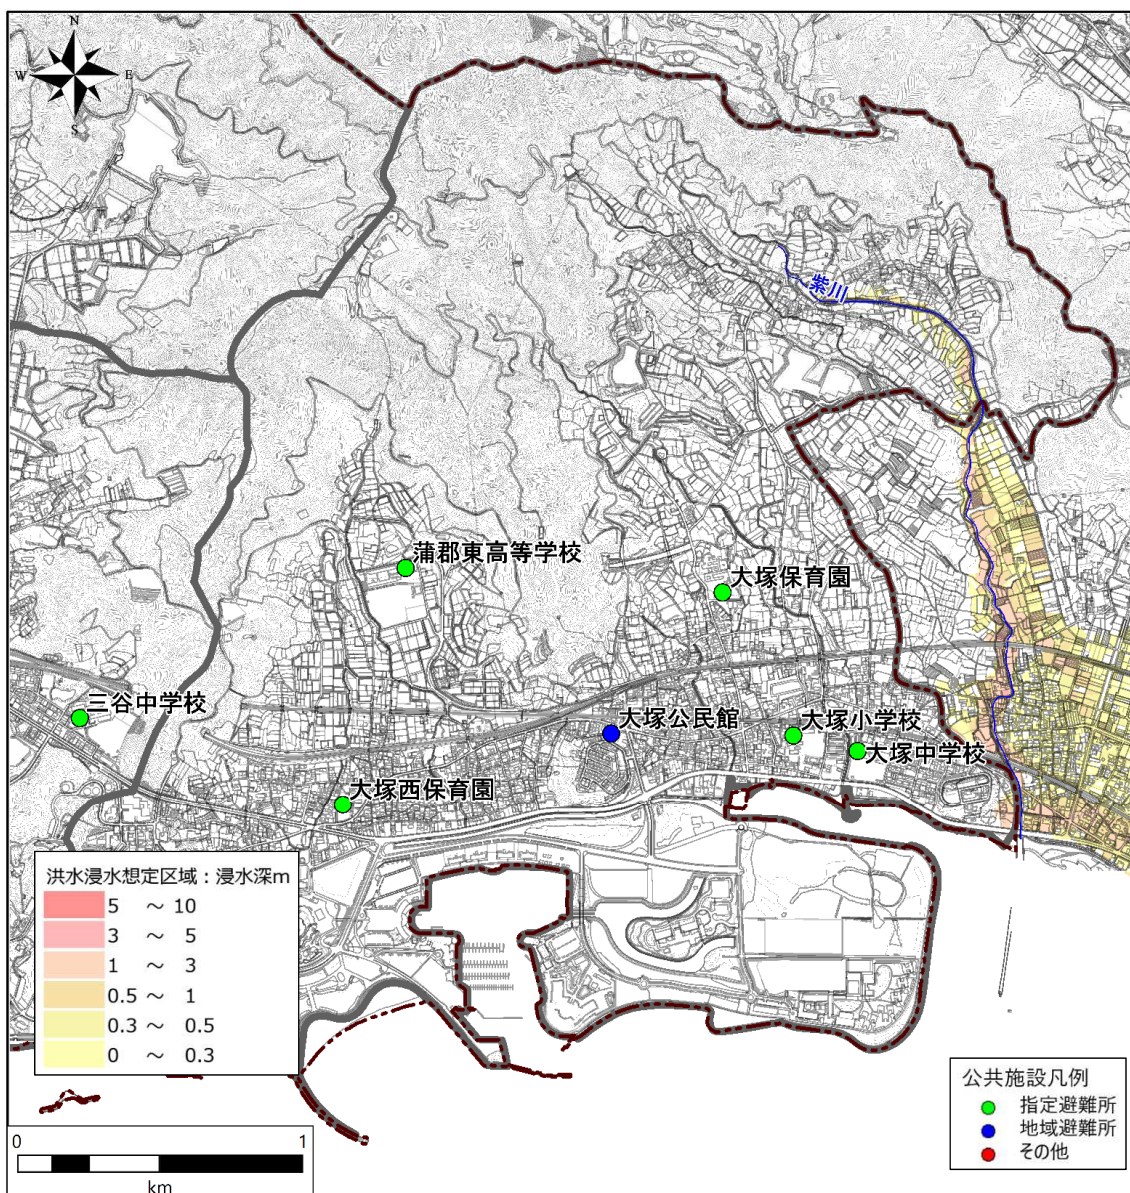 N
W E
S
紫川
蒲郡東高等学校
大塚保育園
三谷中学校
大塚公民館
大塚小学校
大塚中学校
大塚西保育園
洪水浸水想定区域：浸水深m
5 ～ 10
3 ～ 5
1 ～ 3
0.5 ～ 1
0.3 ～ 0.5
0 ～ 0.3
公共施設凡例
指定避難所
地域避難所
その他
0 1
km